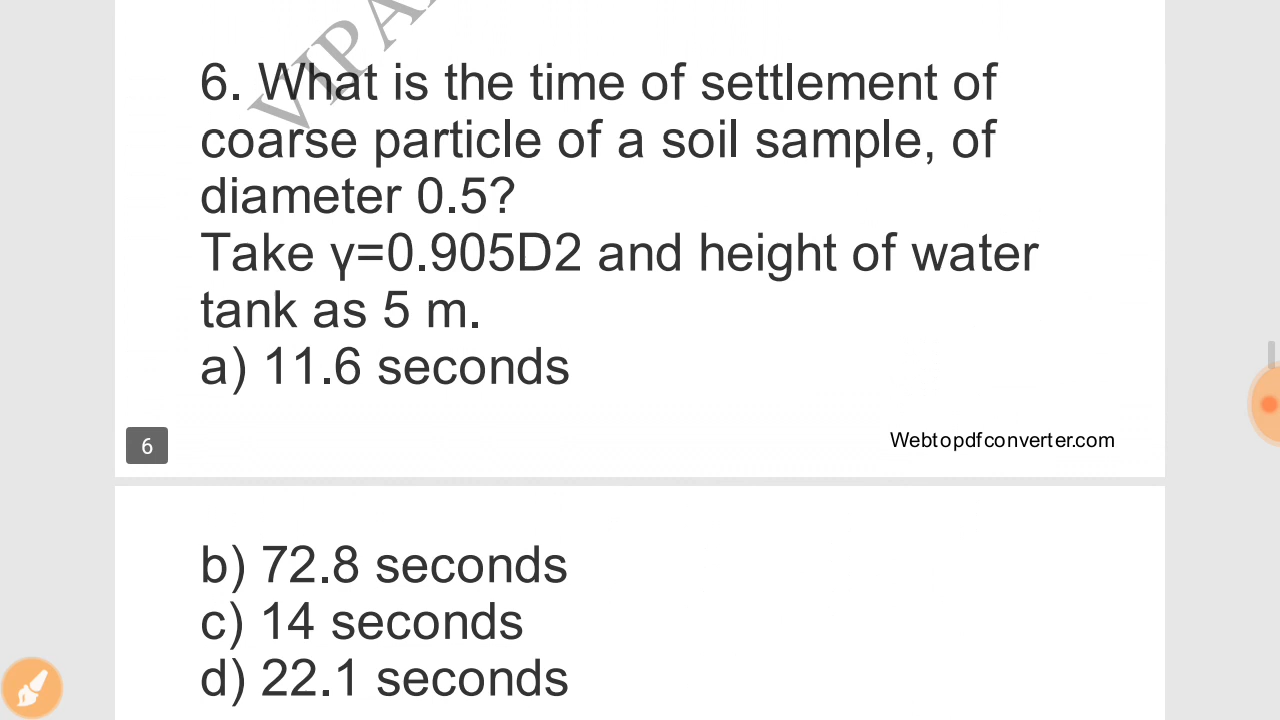 VIPA
6. What is the time of settlement of
coarse particle of a soil sample, of
diameter 0.5?
Take γ=0.905D2 and height of water
tank as 5 m.
a) 11.6 seconds
6
Webtopdfconverter.com
b) 72.8 seconds
c) 14 seconds
d) 22.1 seconds